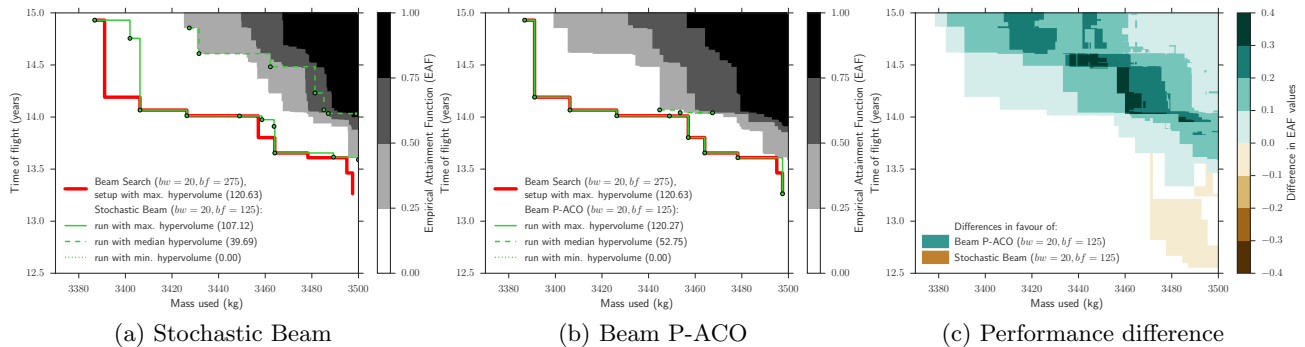 15.0
14.5
14.0
13.5
13.0
12.5
Time of flight (years)
3380 3400 3420 3440 3460 3480 3500
Mass used (kg)
Beam Search (bw = 20, bf = 275),
setup with max. hypervolume (120.63)
Stochastic Beam (bw = 20, bf = 125):
run with max. hypervolume (107.12)
run with median hypervolume (39.69)
run with min. hypervolume (0.00)
1.00
0.75
0.50
0.25
0.00
Empirical Attainment Function (EAF)
(a) Stochastic Beam
15.0
14.5
14.0
13.5
13.0
12.5
Time of flight (years)
3380 3400 3420 3440 3460 3480 3500
Mass used (kg)
Beam Search (bw = 20, bf = 275),
setup with max. hypervolume (120.63)
Beam P-ACO (bw = 20, bf = 125):
run with max. hypervolume (120.27)
run with median hypervolume (52.75)
run with min. hypervolume (0.00)
1.00
0.75
0.50
0.25
0.00
Empirical Attainment Function (EAF)
(b) Beam P-ACO
15.0
14.5
14.0
13.5
13.0
12.5
Time of flight (years)
3380 3400 3420 3440 3460 3480 3500
Mass used (kg)
Differences in favour of:
Beam P-ACO (bw = 20, bf = 125)
Stochastic Beam (bw = 20, bf = 125)
0.4
0.3
0.2
0.1
0.0
−0.1
−0.2
−0.3
−0.4
Difference in EAF values
(c) Performance difference